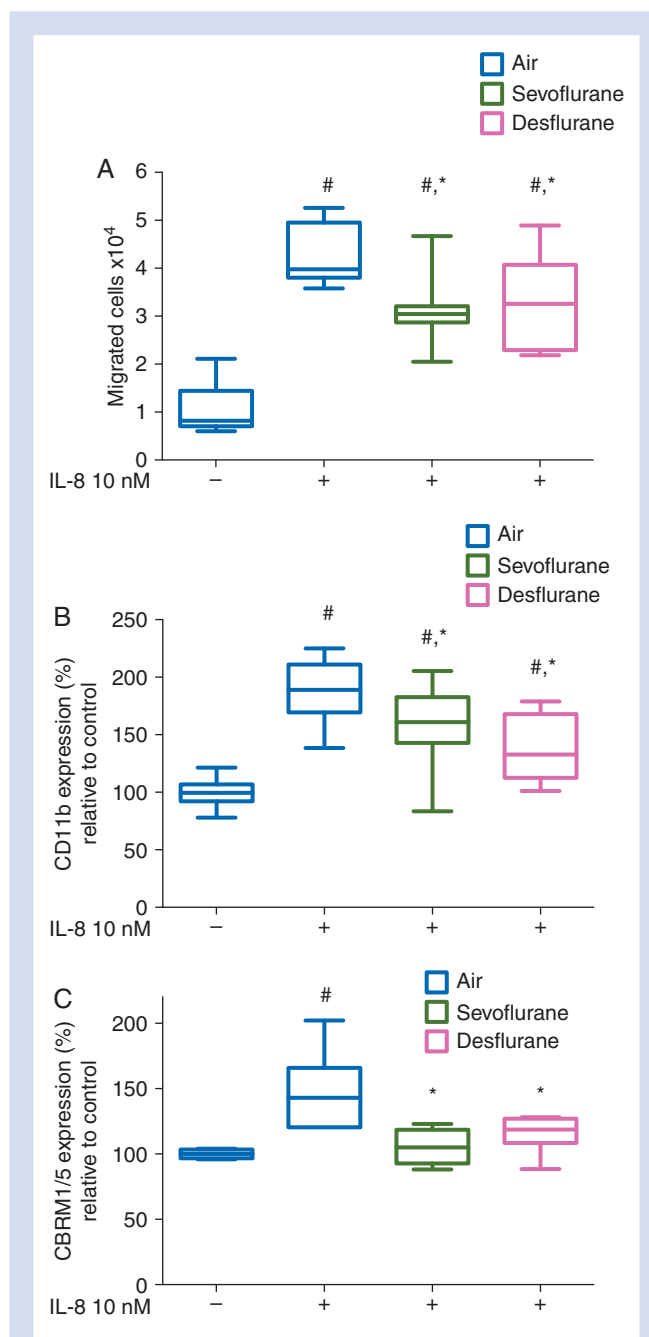 Air
Sevoflurane
Desflurane
A
6
5
4
3
2
1
0
Migrated cells x10⁴
# #,* #,*
IL-8 10 nM − + + +
Air
Sevoflurane
Desflurane
B
250
200
150
100
50
0
CD11b expression (%)
relative to control
# #,* #,*
IL-8 10 nM − + + +
C
Air
Sevoflurane
Desflurane
200
150
100
50
0
CBRM1/5 expression (%)
relative to control
# * *
IL-8 10 nM − + + +